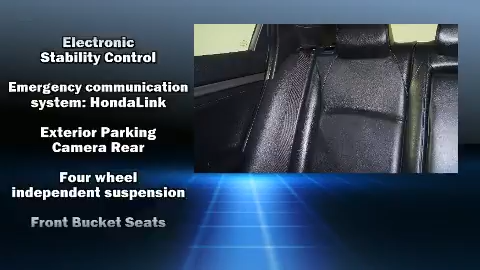 Electronic
Stability Control
Emergency communication
system: HondaLink
Exterior Parking
Camera Rear
Four wheel
independent suspension
Front Bucket Seats